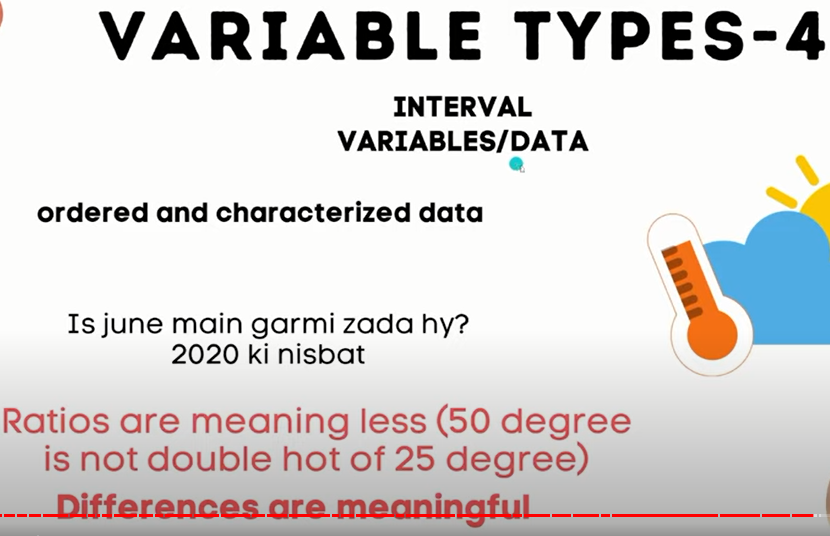 VARIABLE TYPES-4
INTERVAL
VARIABLES/DATA
ordered and characterized data
Is june main garmi zada hy?
2020 ki nisbat
Ratios are meaning less (50 degree
is not double hot of 25 degree)
Differences are meaningful